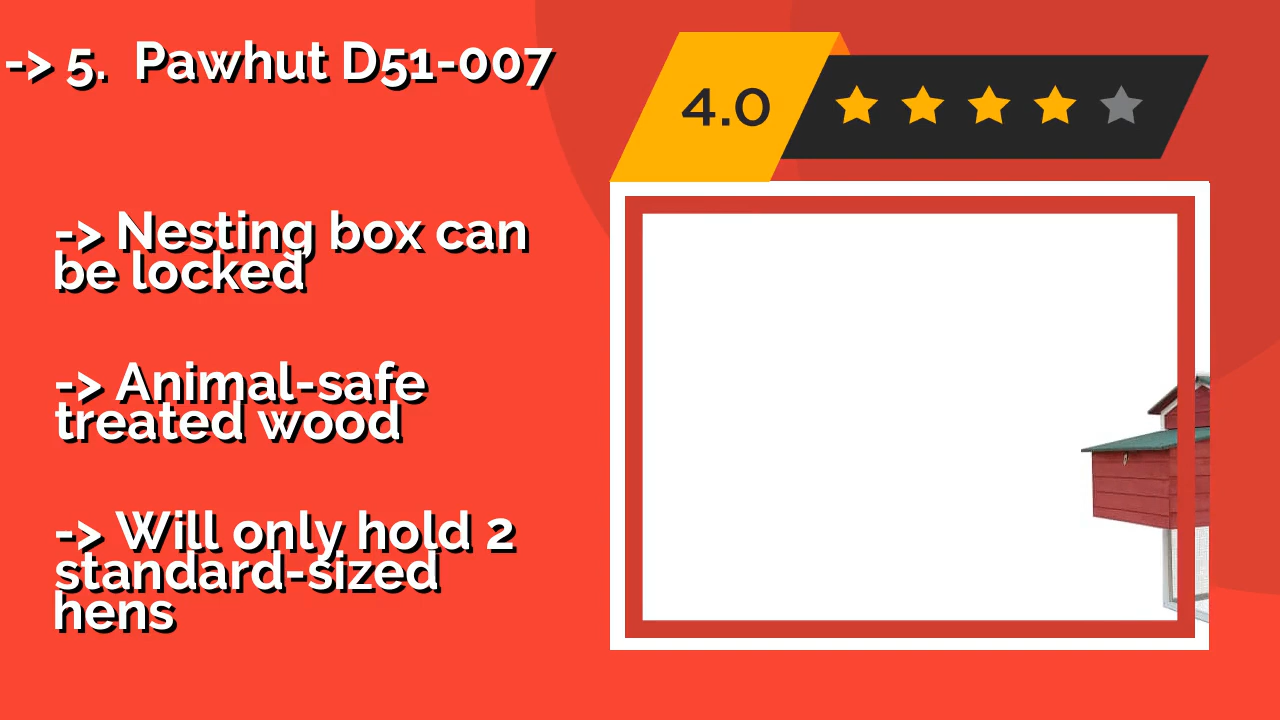 -> 5. Pawhut D51-007
4.0
-> Nesting box can
be locked
-> Animal-safe
treated wood
-> Will only hold 2
standard-sized
hens